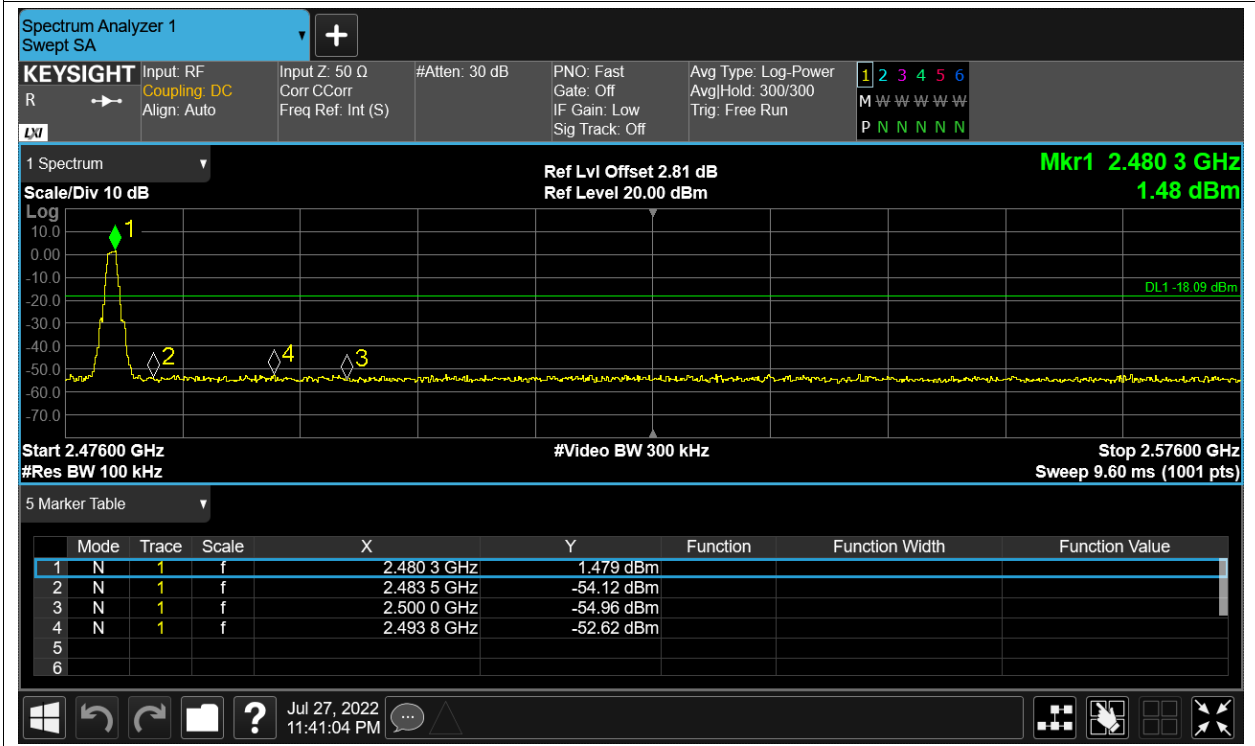 Spectrum Analyzer 1
Swept SA
+
KEYSIGHT Input: RF Input Z: 50 Ω #Atten: 30 dB PNO: Fast Avg Type: Log-Power 1 2 3 4 5 6
R Coupling: DC Corr CCorr Gate: Off Avg|Hold: 300/300 M W W W W W
Align: Auto Freq Ref: Int (S) IF Gain: Low Trig: Free Run
LXI Sig Track: Off P N N N N N
1 Spectrum Mkr1 2.480 3 GHz
Ref Lvl Offset 2.81 dB
Scale/Div 10 dB Ref Level 20.00 dBm 1.48 dBm
Log
1
10.0
0.00
-10.0
DL1 -18.09 dBm
-20.0
-30.0
-40.0
2 4 3
-50.0
-60.0
-70.0
Start 2.47600 GHz #Video BW 300 kHz Stop 2.57600 GHz
#Res BW 100 kHz Sweep 9.60 ms (1001 pts)
5 Marker Table
Mode Trace Scale X Y Function Function Width Function Value
1 N 1 f 2.480 3 GHz 1.479 dBm
2 N 1 f 2.483 5 GHz -54.12 dBm
3 N 1 f 2.500 0 GHz -54.96 dBm
4 N 1 f 2.493 8 GHz -52.62 dBm
5
6
? Jul 27, 2022
11:41:04 PM